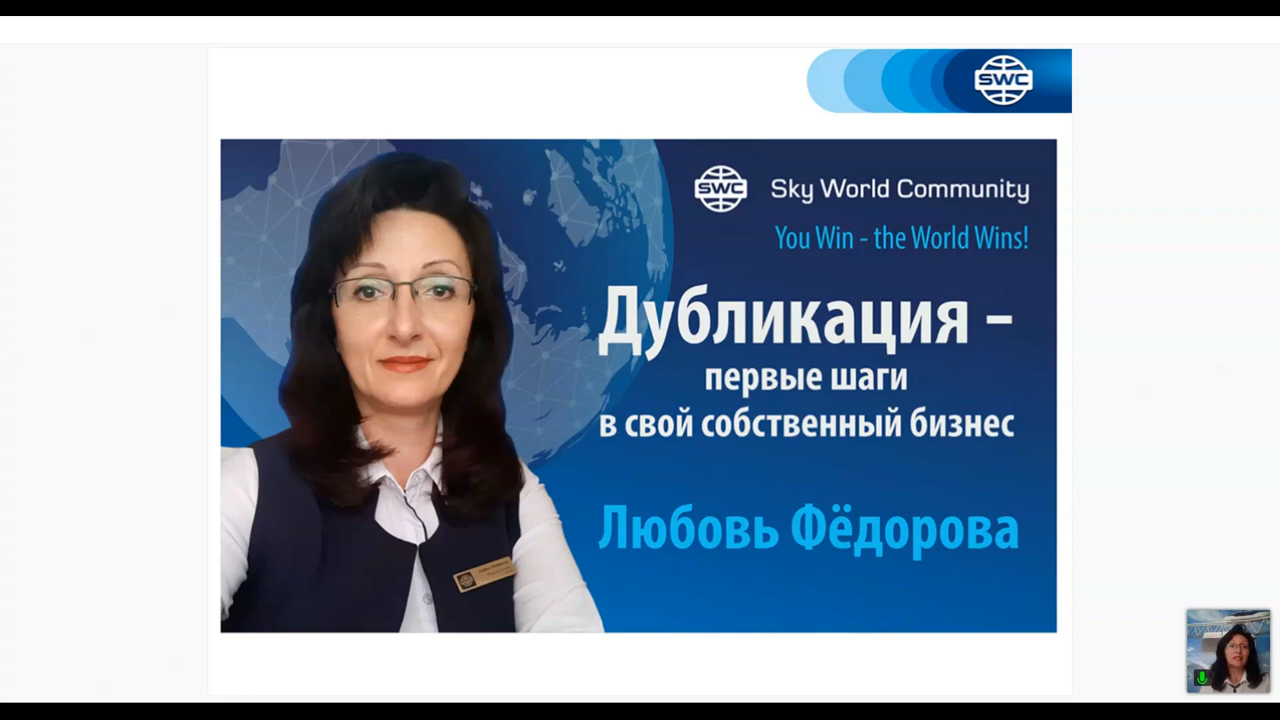 SWC
SWC Sky World Community
You Win - the World Wins!
Дубликация –
первые шаги
в свой собственный бизнес
Любовь Фёдорова